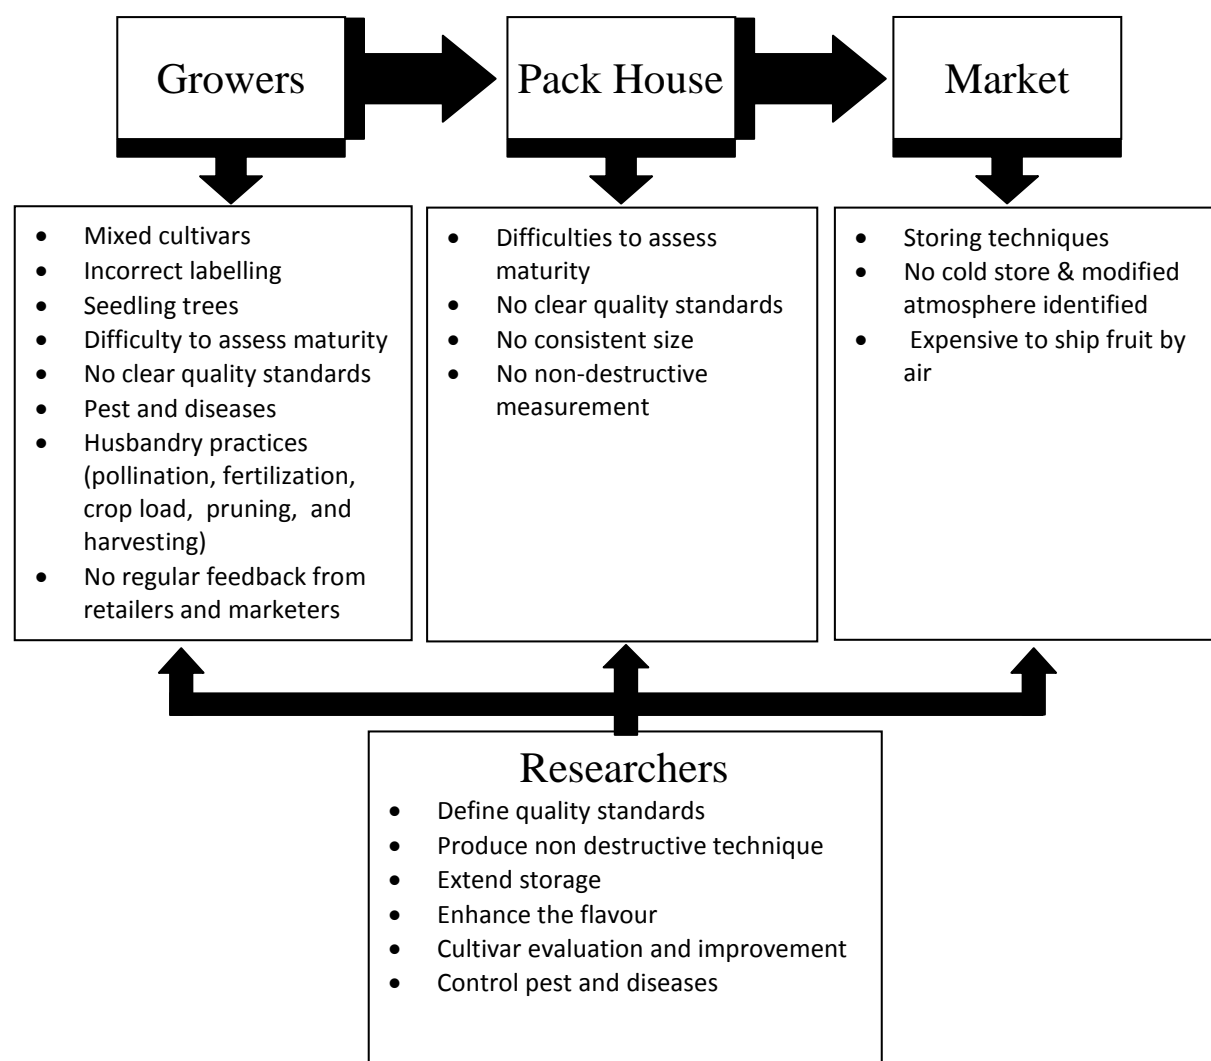 Growers
Pack House
Market
• Mixed cultivars
• Incorrect labelling
• Seedling trees
• Difficulty to assess maturity
• No clear quality standards
• Pest and diseases
• Husbandry practices
(pollination, fertilization,
crop load, pruning, and
harvesting)
• No regular feedback from
retailers and marketers
• Difficulties to assess
maturity
• No clear quality standards
• No consistent size
• No non-destructive
measurement
• Storing techniques
• No cold store & modified
atmosphere identified
• Expensive to ship fruit by
air
Researchers
• Define quality standards
• Produce non destructive technique
• Extend storage
• Enhance the flavour
• Cultivar evaluation and improvement
• Control pest and diseases